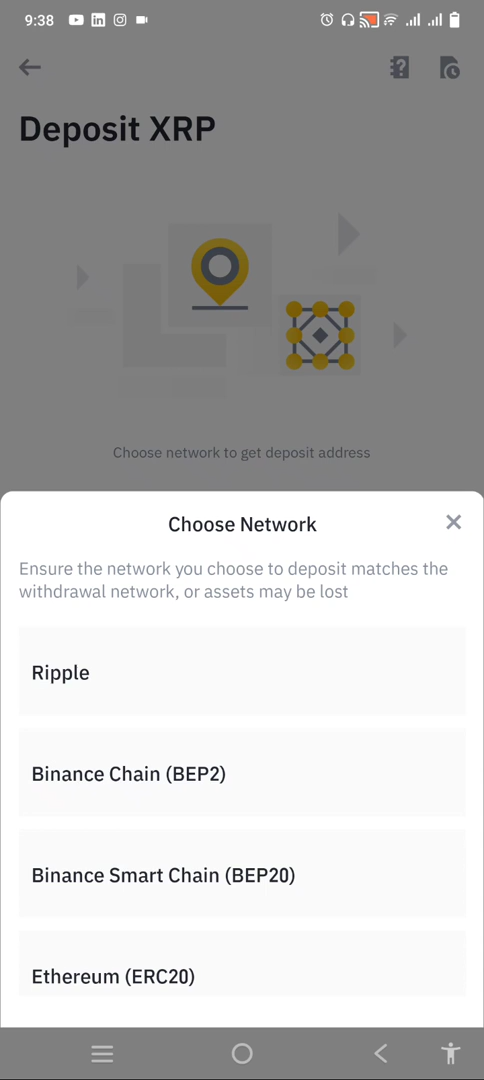 9:38
Deposit XRP
Choose network to get deposit address
Choose Network
Ensure the network you choose to deposit matches the
withdrawal network, or assets may be lost
Ripple
Binance Chain (BEP2)
Binance Smart Chain (BEP20)
Ethereum (ERC20)